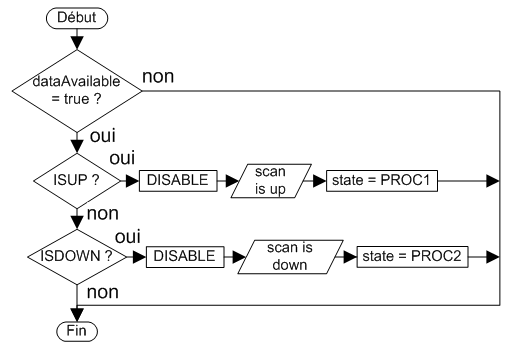 Début
dataAvailable
= true ?
non
oui
ISUP ?
oui
DISABLE
scan
is up
state = PROC1
non
ISDOWN ?
oui
DISABLE
scan is
down
state = PROC2
non
Fin